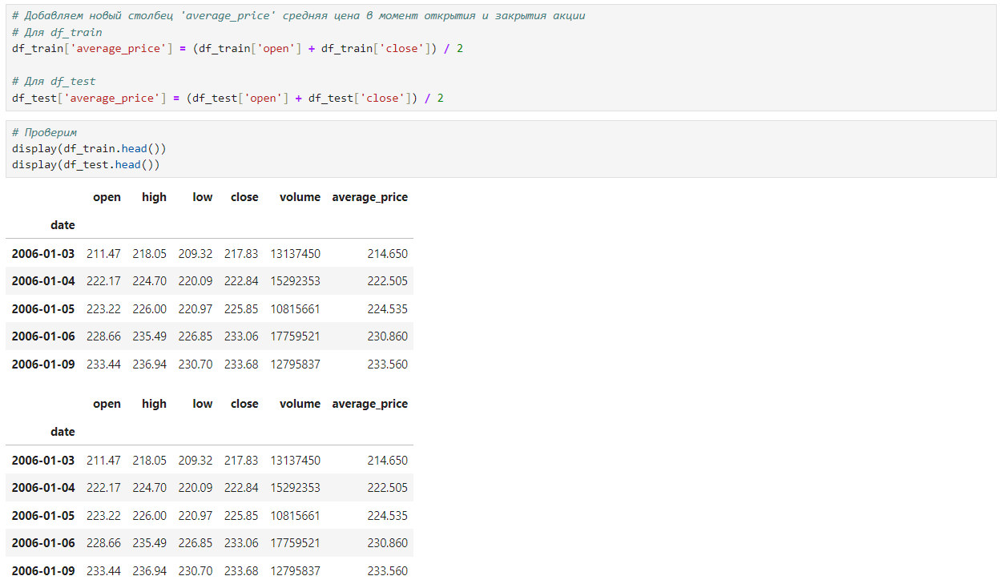 # Добавляем новый столбец 'average_price' средняя цена в момент открытия и закрытия акции
# Для df_train
df_train['average_price'] = (df_train['open'] + df_train['close']) / 2
# Для df_test
df_test['average_price'] = (df_test['open'] + df_test['close']) / 2
# Проверим
display(df_train.head())
display(df_test.head())
open high low close volume average_price
date
2006-01-03 211.47 218.05 209.32 217.83 13137450 214.650
2006-01-04 222.17 224.70 220.09 222.84 15292353 222.505
2006-01-05 223.22 226.00 220.97 225.85 10815661 224.535
2006-01-06 228.66 235.49 226.85 233.06 17759521 230.860
2006-01-09 233.44 236.94 230.70 233.68 12795837 233.560
open high low close volume average_price
date
2006-01-03 211.47 218.05 209.32 217.83 13137450 214.650
2006-01-04 222.17 224.70 220.09 222.84 15292353 222.505
2006-01-05 223.22 226.00 220.97 225.85 10815661 224.535
2006-01-06 228.66 235.49 226.85 233.06 17759521 230.860
2006-01-09 233.44 236.94 230.70 233.68 12795837 233.560